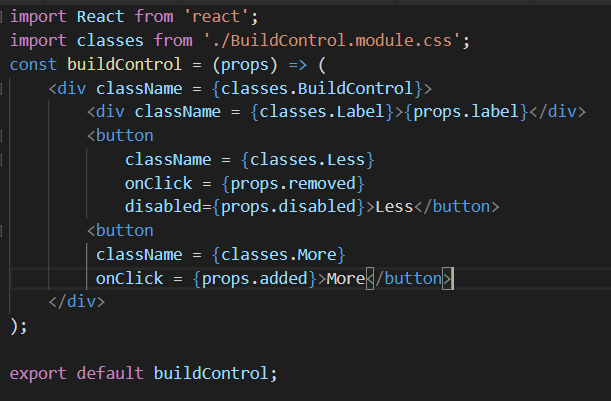 import React from 'react';
import classes from './BuildControl.module.css';
const buildControl = (props) => (
    <div className = {classes.BuildControl}>
        <div className = {classes.Label}>{props.label}</div>
        <button
            className = {classes.Less}
            onClick = {props.removed}
            disabled={props.disabled}>Less</button>
        <button
         className = {classes.More}
         onClick = {props.added}>More</button>
    </div>
);

export default buildControl;